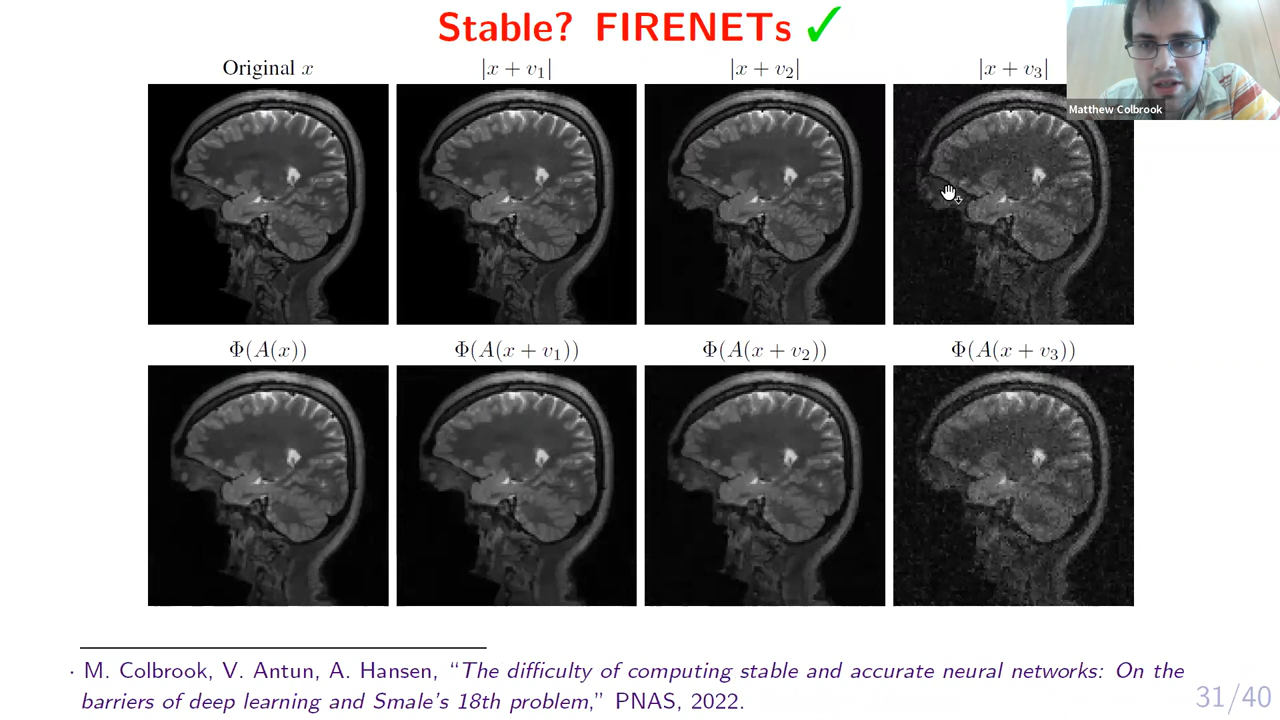 Stable? FIRENETs ✓
Original x
|x + v₁|
|x + v₂|
|x + v₃|
Matthew Colbrook
Φ(A(x))
Φ(A(x + v₁))
Φ(A(x + v₂))
Φ(A(x + v₃))
· M. Colbrook, V. Antun, A. Hansen, “The difficulty of computing stable and accurate neural networks: On the
barriers of deep learning and Smale's 18th problem,” PNAS, 2022.
31/40